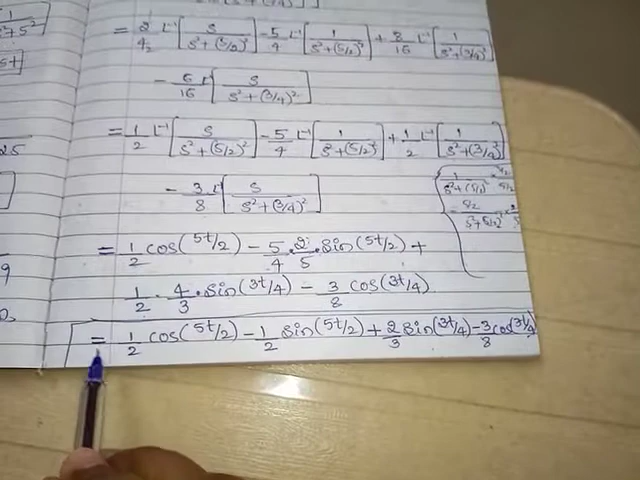 = 2/4₂ L⁻¹[s/s²+(5/2)²] - 5/4 L⁻¹[1/s²+(5/2)²] + 8/16 L⁻¹[1/s²+(3/4)²]
- 6/16 L⁻¹[s/s²+(3/4)²]
= 1/2 L⁻¹[s/s²+(5/2)²] - 5/4 L⁻¹[1/s²+(5/2)²] + 1/2 L⁻¹[1/s²+(3/4)²]
- 3/8 L⁻¹[s/s²+(3/4)²]
= 1/2 cos(5t/2) - 5/4 · 2/5 · sin(5t/2) +
1/2 · 4/3 · sin(3t/4) - 3/8 cos(3t/4)
= 1/2 cos(5t/2) - 1/2 sin(5t/2) + 2/3 sin(3t/4) - 3/8 cos(3t/4)